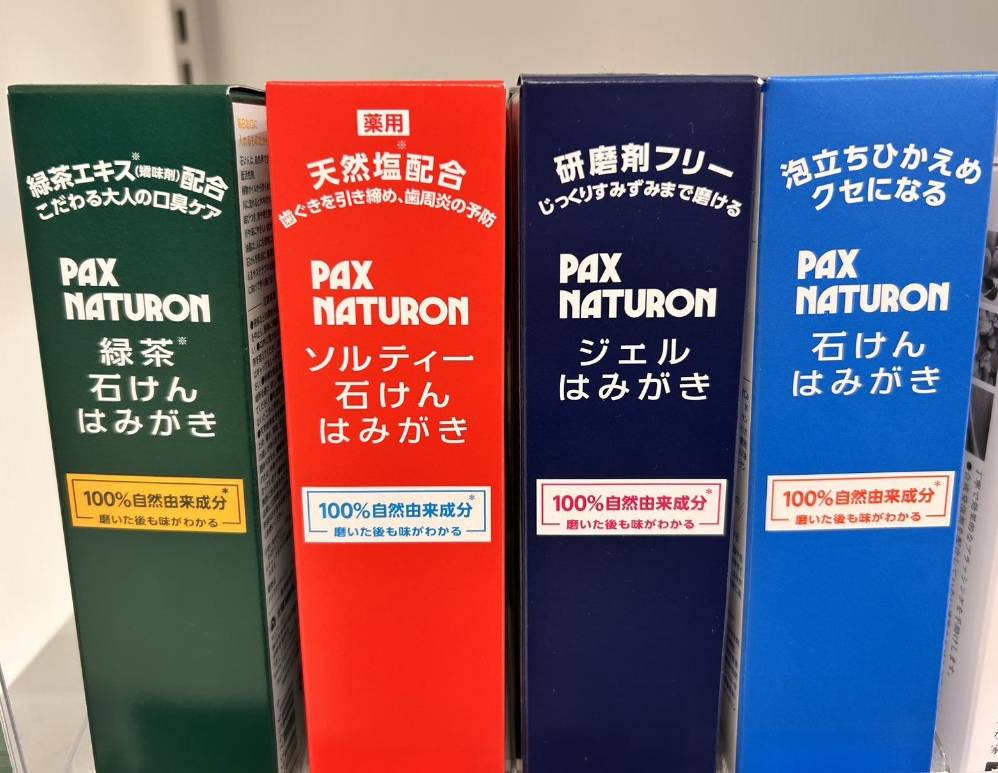 緑茶エキス※(矯味剤)配合
こだわる大人の口臭ケア
PAX
NATURON
緑茶※
石けん
はみがき
100%自然由来成分*
磨いた後も味がわかる
薬用
天然塩※配合
歯ぐきを引き締め、歯周炎の予防
PAX
NATURON
ソルティー
石けん
はみがき
100%自然由来成分*
磨いた後も味がわかる
研磨剤フリー
じっくりすみずみまで磨ける
PAX
NATURON
ジェル
はみがき
100%自然由来成分*
磨いた後も味がわかる
泡立ちひかえめ
クセになる
PAX
NATURON
石けん
はみがき
100%自然由来成分*
磨いた後も味がわかる